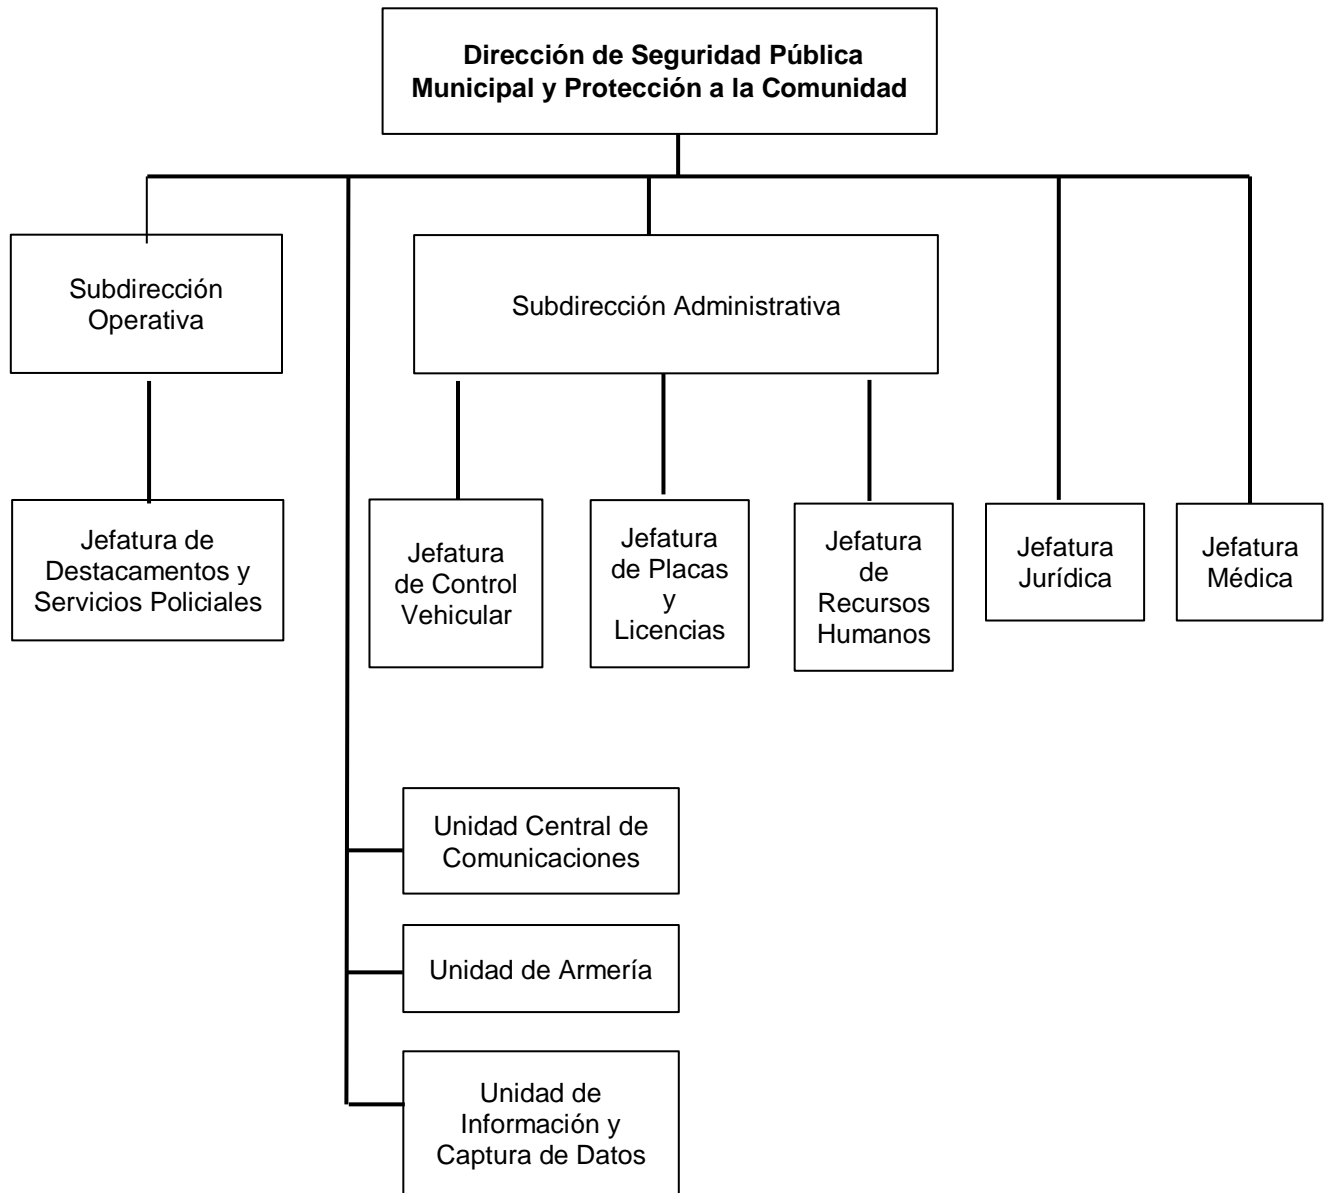 Dirección de Seguridad Pública
Municipal y Protección a la Comunidad
Subdirección
Operativa
Subdirección Administrativa
Jefatura de
Destacamentos y
Servicios Policiales
Jefatura
de Control
Vehicular
Jefatura
de Placas
y
Licencias
Jefatura
de
Recursos
Humanos
Jefatura
Jurídica
Jefatura
Médica
Unidad Central de
Comunicaciones
Unidad de Armería
Unidad de
Información y
Captura de Datos